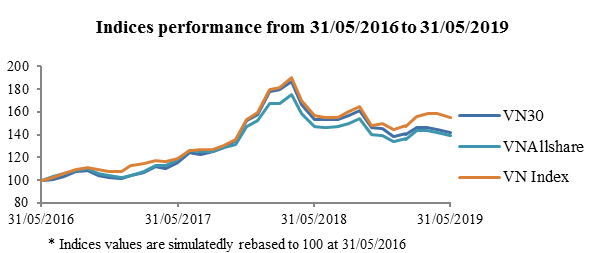 Indices performance from 31/05/2016 to 31/05/2019
200
180
160
140
120
100
80
31/05/2016
31/05/2017
31/05/2018
31/05/2019
VN30
VNAllshare
VN Index
* Indices values are simulatedly rebased to 100 at 31/05/2016